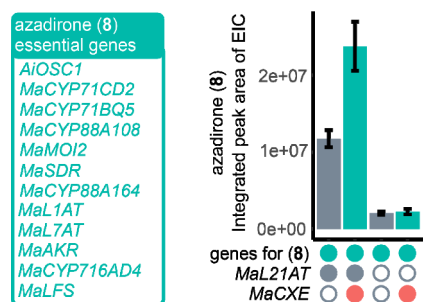 azadirone (8)
essential genes
AiOSC1
MaCYP71CD2
MaCYP71BQ5
MaCYP88A108
MaMOI2
MaSDR
MaCYP88A164
MaL1AT
MaL7AT
MaAKR
MaCYP716AD4
MaLFS
azadirone (8)
Integrated peak area of EIC
2e+07
1e+07
0e+00
genes for (8)
MaL21AT
MaCXE